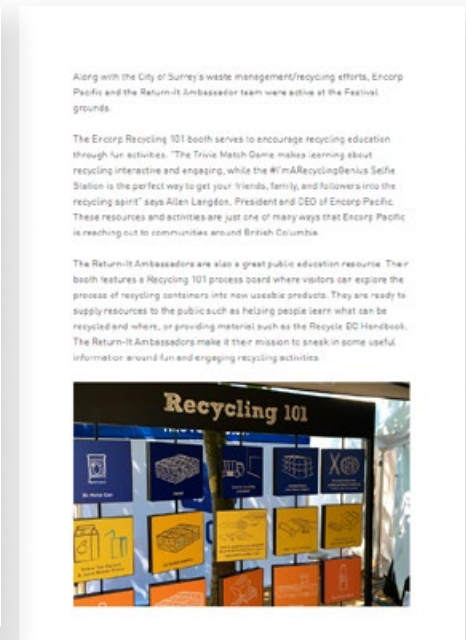 Along with the City of Surrey's waste management/recycling efforts, Encorp
Pacific and the Return-It Ambassador team were active at the Festival
grounds.
The Encorp Recycling 101 booth serves to encourage recycling education
through fun activities. "The Trivia Match Game makes learning about
recycling interactive and engaging, while the #I'mARecyclingGenius Selfie
Station is the perfect way to get your friends, family, and followers into the
recycling spirit" says Allen Langdon, President and CEO of Encorp Pacific.
These resources and activities are just one of many ways that Encorp Pacific
is reaching out to communities around British Columbia.
The Return-It Ambassadors are also a great public education resource. Their
booth features a Recycling 101 process board where visitors can explore the
process of recycling containers into new useable products. They are ready to
supply resources to the public such as helping people learn what can be
recycled and where, or providing material such as the Recycle BC Handbook.
The Return-It Ambassadors make it their mission to sneak in some useful
information around fun and engaging recycling activities.
Recycling 101